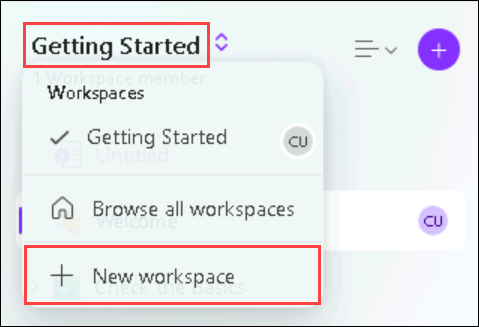 Getting Started
1 Workspace member
Workspaces
Getting Started CU
Untitled
Browse all workspaces
Welcome CU
New workspace
Check the Basics